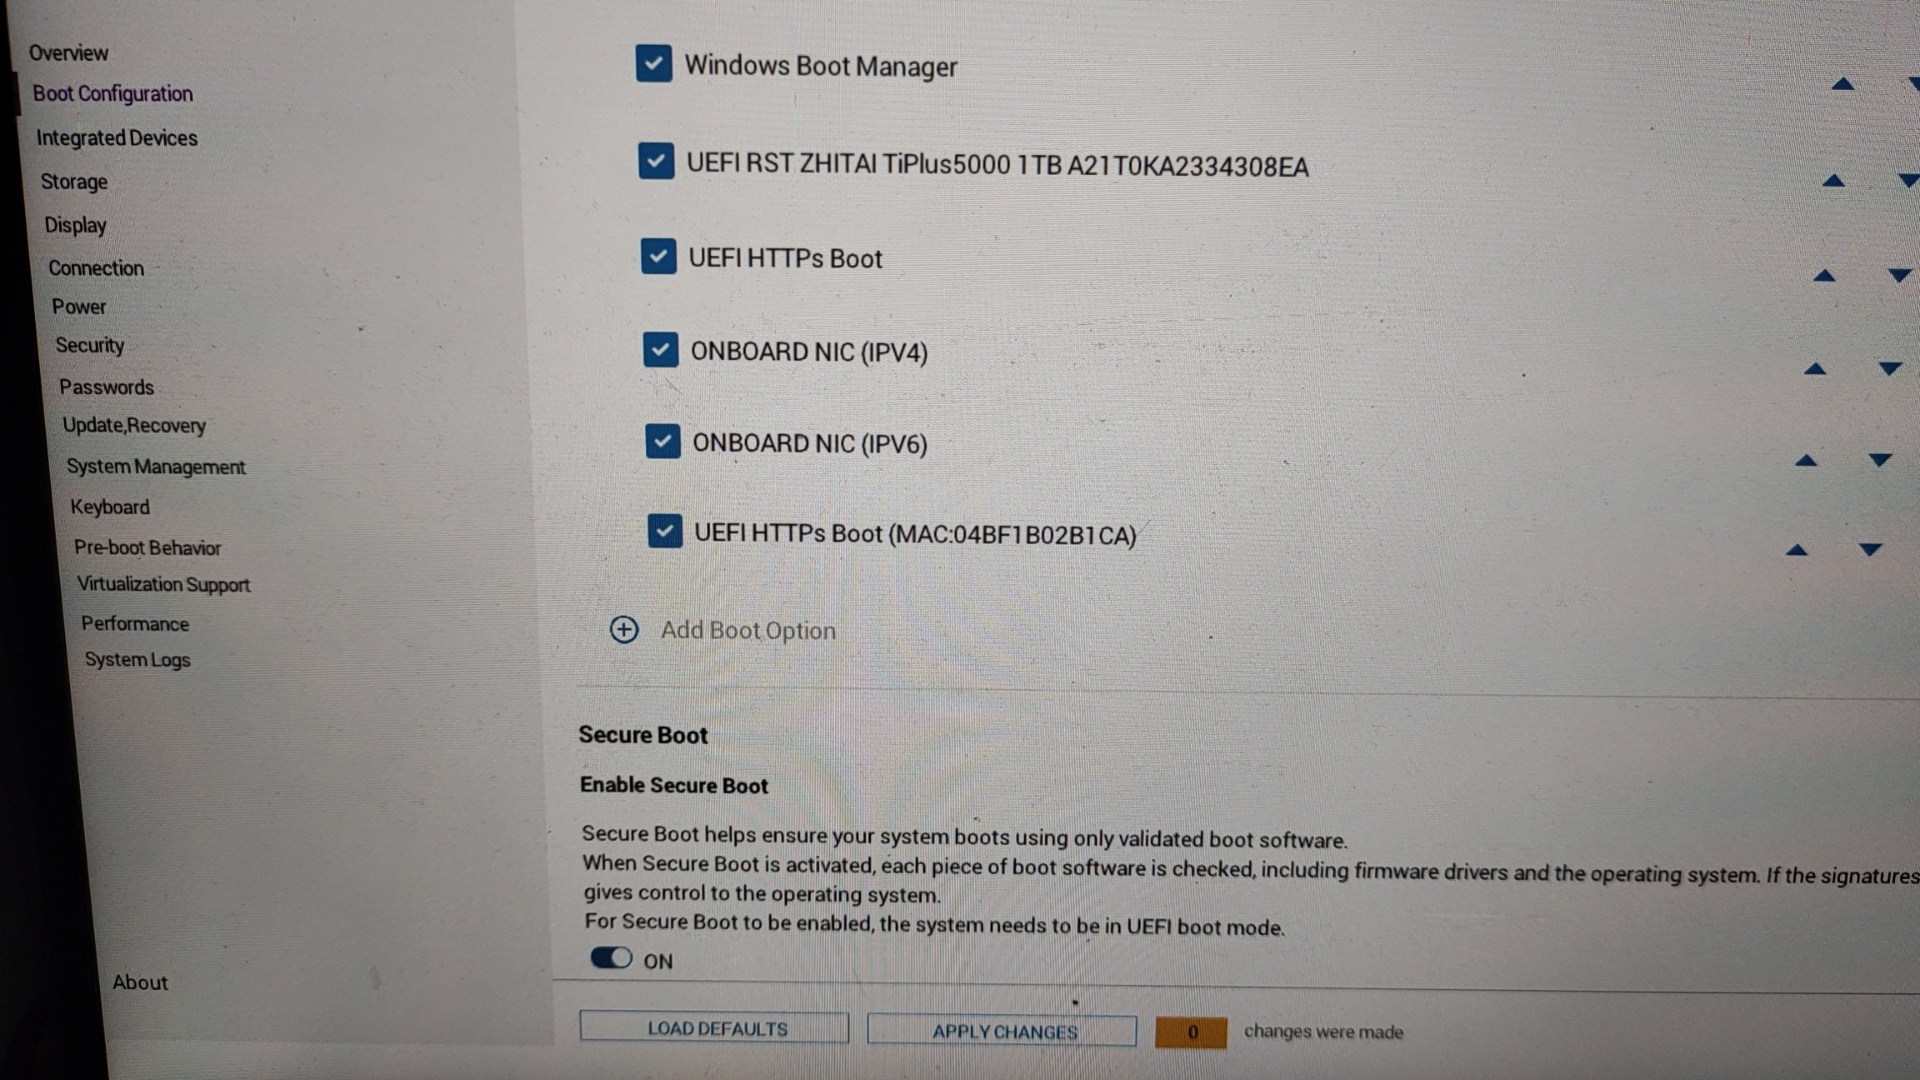 Overview
Boot Configuration
Integrated Devices
Storage
Display
Connection
Power
Security
Passwords
Update,Recovery
System Management
Keyboard
Pre-boot Behavior
Virtualization Support
Performance
System Logs
About
Windows Boot Manager
UEFI RST ZHITAI TiPlus5000 1TB A21T0KA2334308EA
UEFI HTTPs Boot
ONBOARD NIC (IPV4)
ONBOARD NIC (IPV6)
UEFI HTTPs Boot (MAC:04BF1B02B1CA)
Add Boot Option
Secure Boot
Enable Secure Boot
Secure Boot helps ensure your system boots using only validated boot software.
When Secure Boot is activated, each piece of boot software is checked, including firmware drivers and the operating system. If the signatures
gives control to the operating system.
For Secure Boot to be enabled, the system needs to be in UEFI boot mode.
ON
LOAD DEFAULTS
APPLY CHANGES
0
changes were made